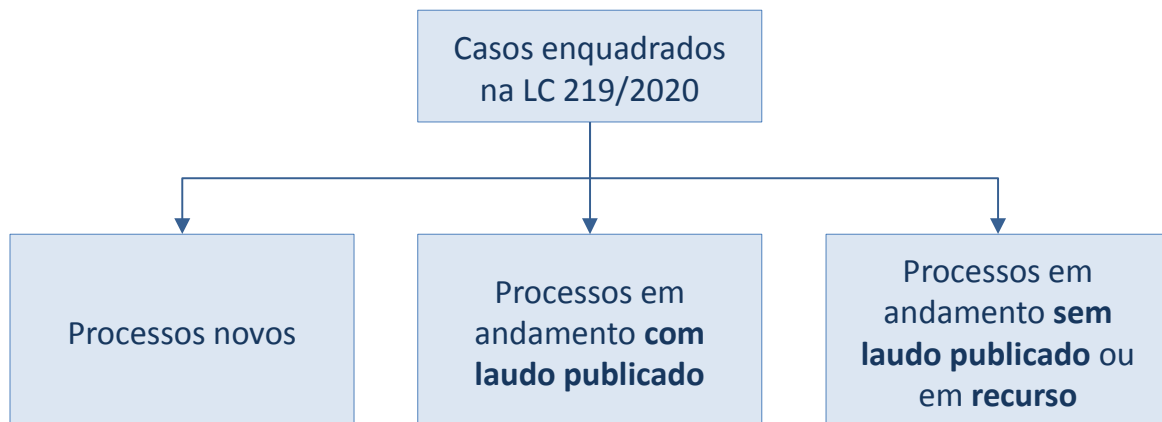 Casos enquadrados
na LC 219/2020
Processos novos
Processos em
andamento com
laudo publicado
Processos em
andamento sem
laudo publicado ou
em recurso